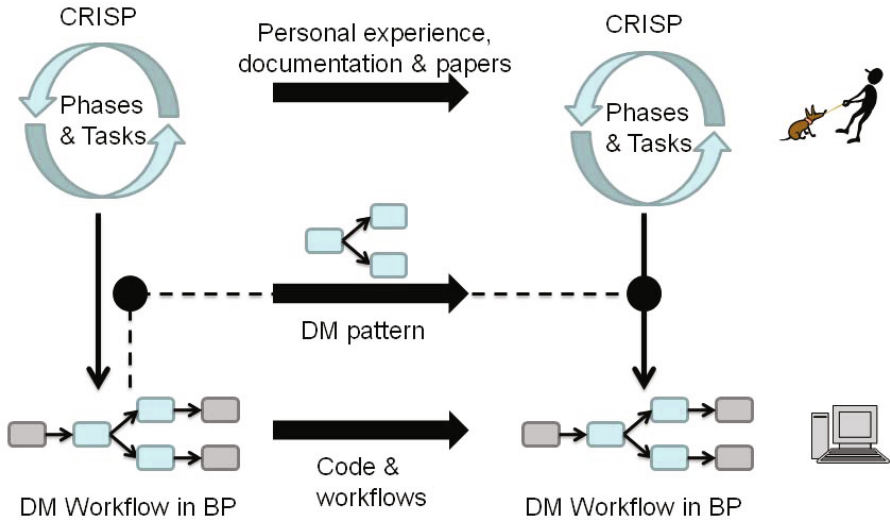 CRISP
Personal experience,
documentation & papers
CRISP
Phases
& Tasks
Phases
& Tasks
DM pattern
Code &
workflows
DM Workflow in BP
DM Workflow in BP